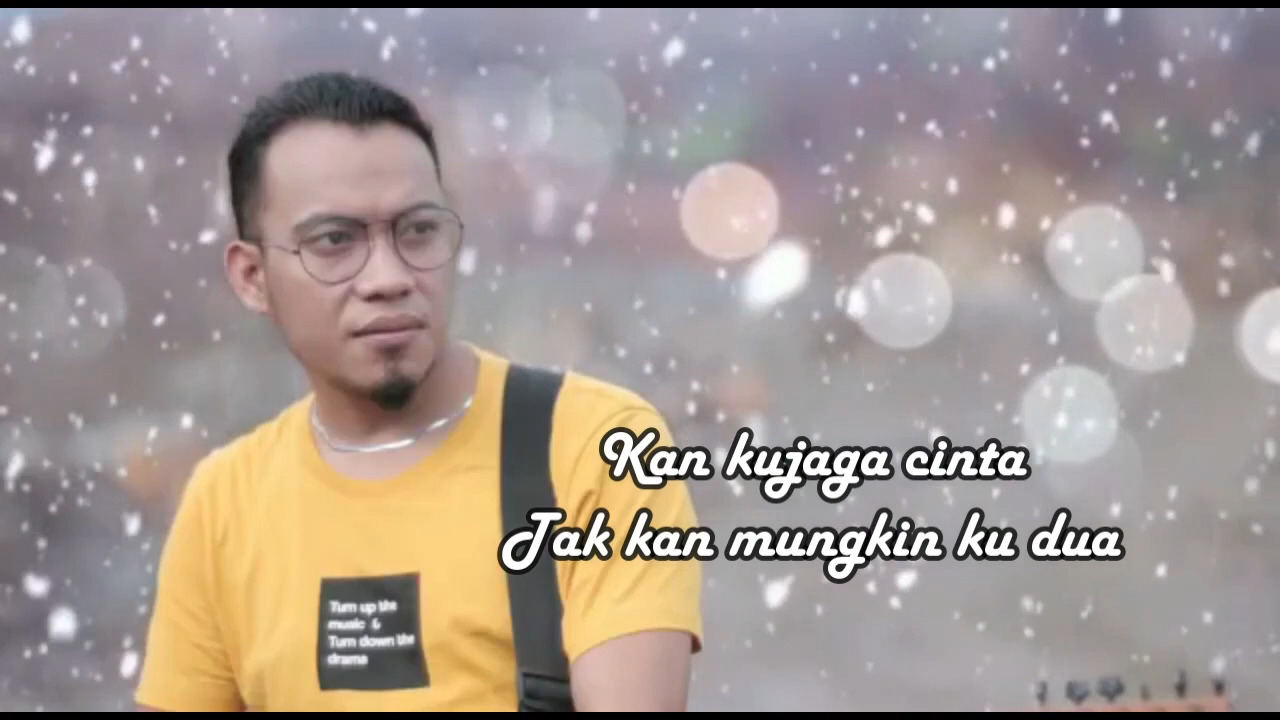 Kan kujaga cinta
Tak kan mungkin ku dua
Turn up the
music &
Turn down the
drama